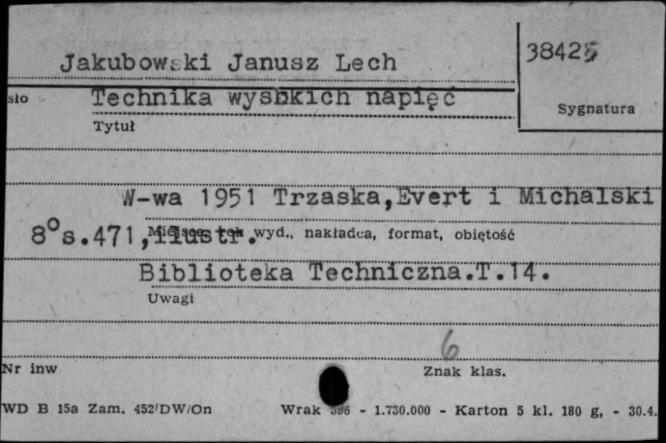 Jakubowski Janusz Lech
38425
sło
Technika wysokich napięć
Sygnatura
Tytuł
W-wa 1951 Trzaska,Evert i Michalski
8°s.471,ilustr.
Miejsce, rok wyd., nakładca, format, objętość
Biblioteka Techniczna.T.14.
Uwagi
6
Nr inw
Znak klas.
WD B 15a Zam. 452/DW/On Wrak 396 - 1.730.000 - Karton 5 kl. 180 g. - 30.4.